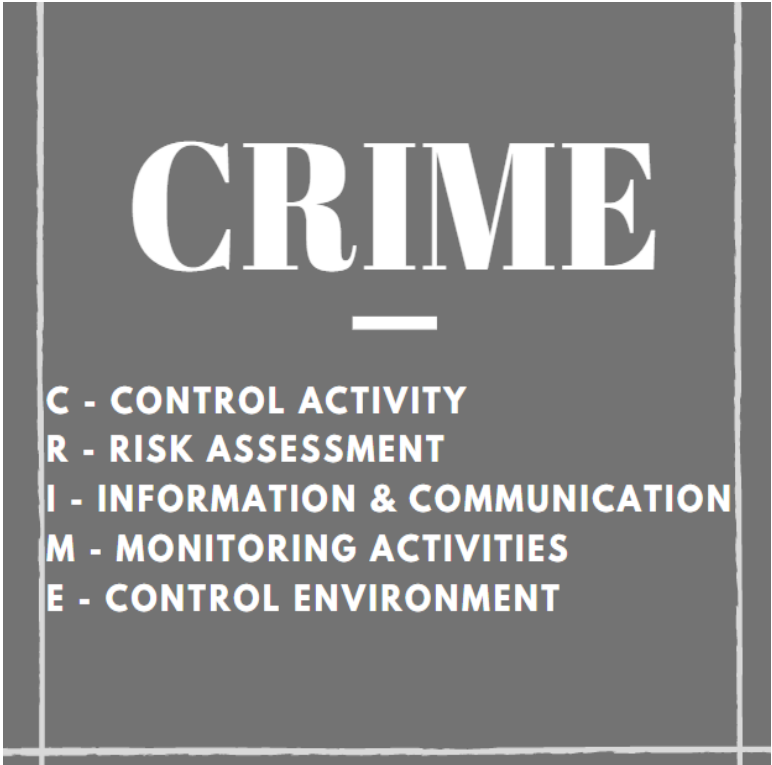 CRIME
C - CONTROL ACTIVITY
R - RISK ASSESSMENT
I - INFORMATION & COMMUNICATION
M - MONITORING ACTIVITIES
E - CONTROL ENVIRONMENT